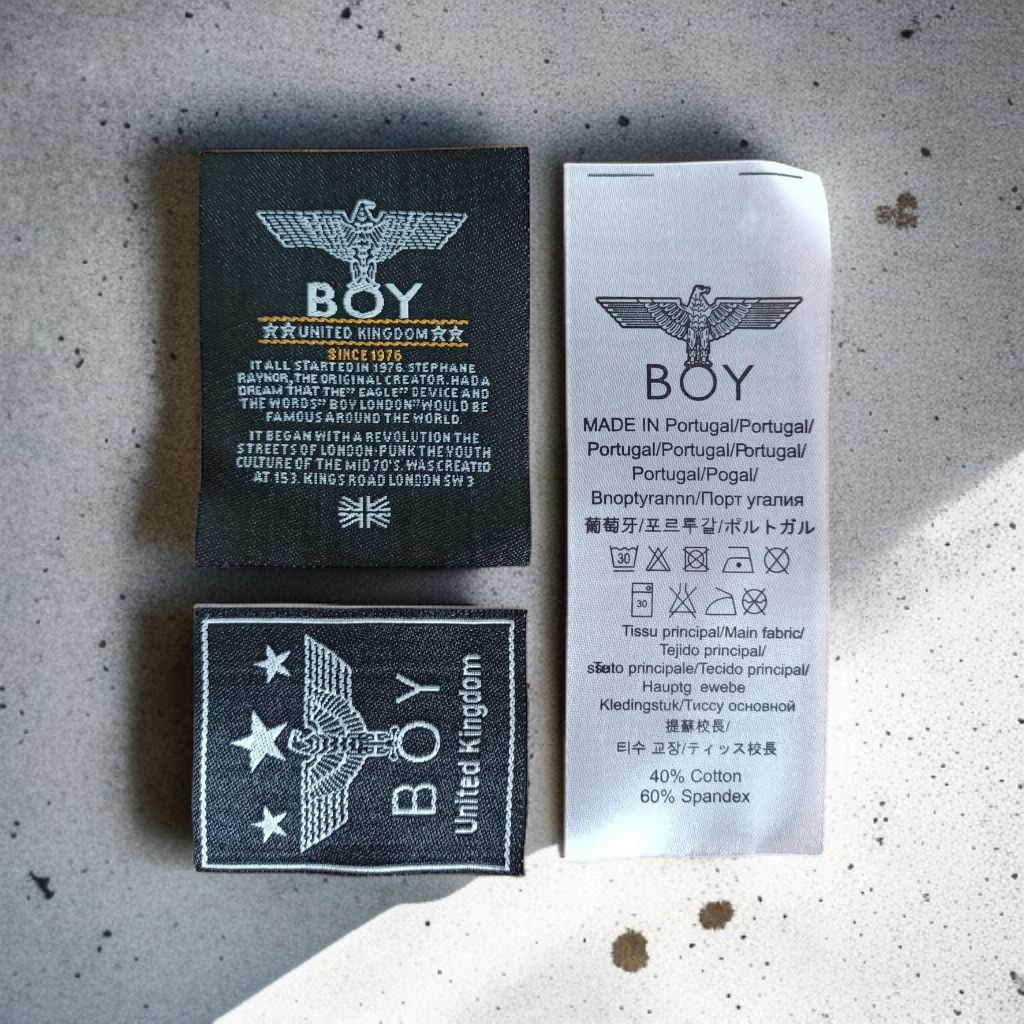 BOY
UNITED KINGDOM
SINCE 1976
IT ALL STARTED IN 1976. STEPHANE
RAYNOR, THE ORIGINAL CREATOR. HAD A
DREAM THAT THE" EAGLE" DEVICE AND
THE WORDS" BOY LONDON" WOULD BE
FAMOUS AROUND THE WORLD.
IT BEGAN WITH A REVOLUTION THE
STREETS OF LONDON·PUNK THE YOUTH
CULTURE OF THE MID 70'S. WAS CREATID
AT 153. KINGS ROAD LONDON SW 3
BOY
United Kingdom
BOY
MADE IN Portugal/Portugal/
Portugal/Portugal/Portugal/
Portugal/Pogal/
Bnoptyrannn/Порт угалия
葡萄牙/포르투갈/ポルトガル
30
30
Tissu principal/Main fabric/
Tejido principal/
principale/Tecido principal/
Hauptg ewebe
Kledingstuk/Тиссу основной
提蘇校長/
티수 교장/ティッス校長
40% Cotton
60% Spandex